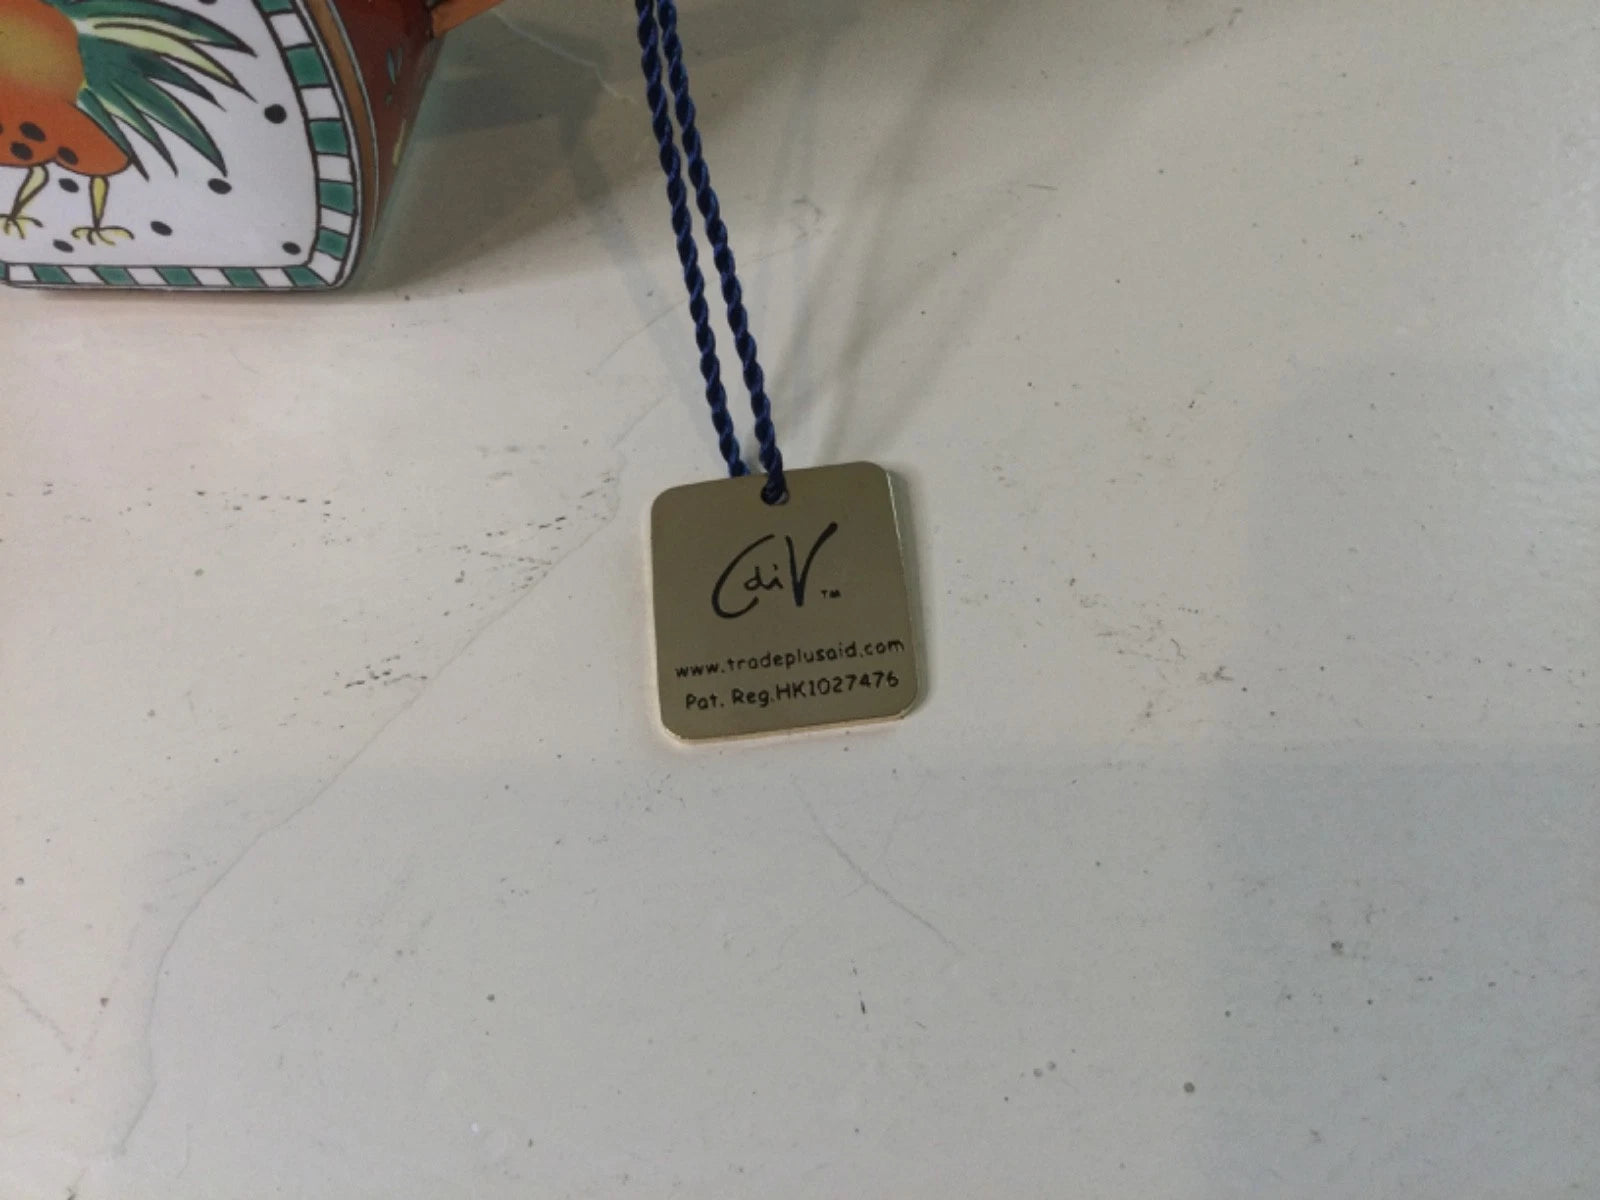 CdiV™
www.tradeplusaid.com
Pat. Reg.HK1027476